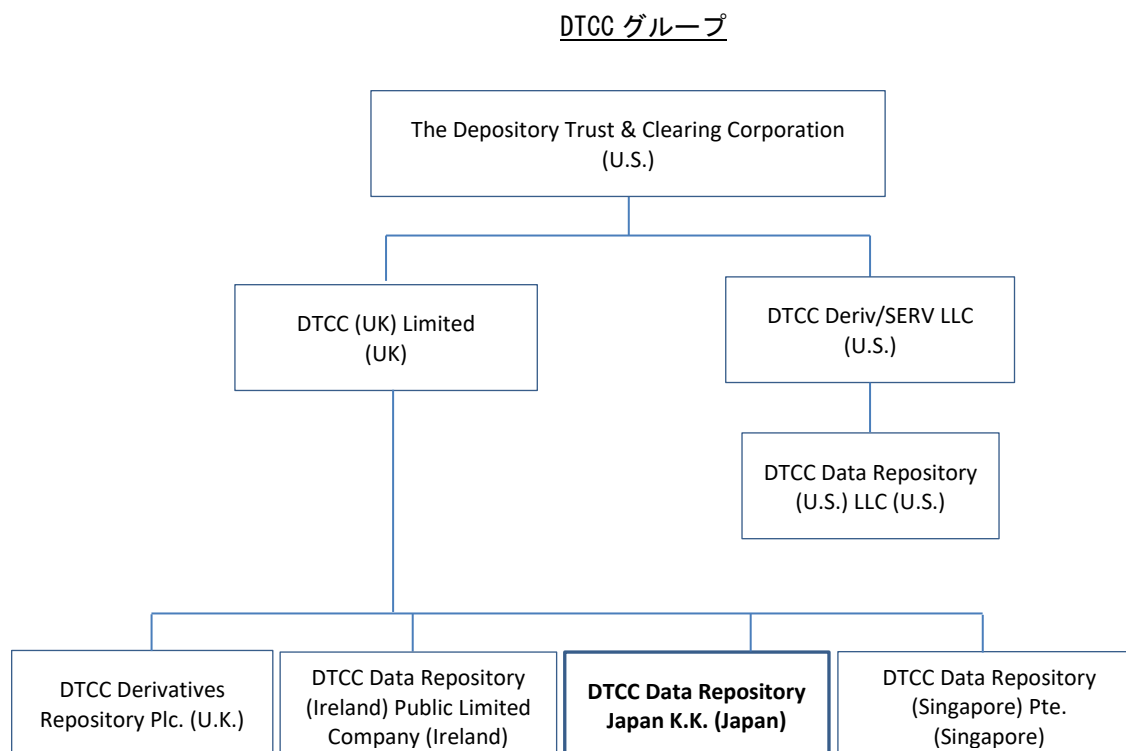 DTCC グループ
The Depository Trust & Clearing Corporation
(U.S.)
DTCC (UK) Limited
(UK)
DTCC Deriv/SERV LLC
(U.S.)
DTCC Data Repository
(U.S.) LLC (U.S.)
DTCC Derivatives
Repository Plc. (U.K.)
DTCC Data Repository
(Ireland) Public Limited
Company (Ireland)
DTCC Data Repository
Japan K.K. (Japan)
DTCC Data Repository
(Singapore) Pte.
(Singapore)